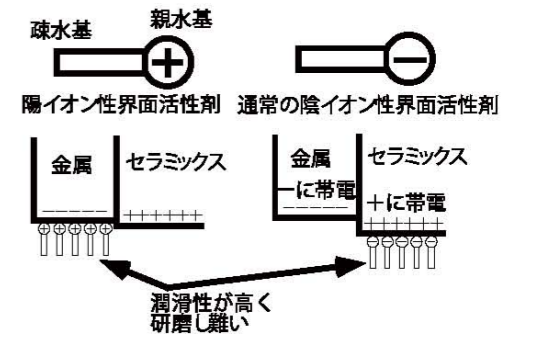 疎水基
親水基
+
−
陽イオン性界面活性剤
通常の陰イオン性界面活性剤
金属
セラミックス
−−−−−
++++++
+++++
金属
−に帯電
−−−−−
セラミックス
+に帯電
++++++
−−−−−
潤滑性が高く
研磨し難い